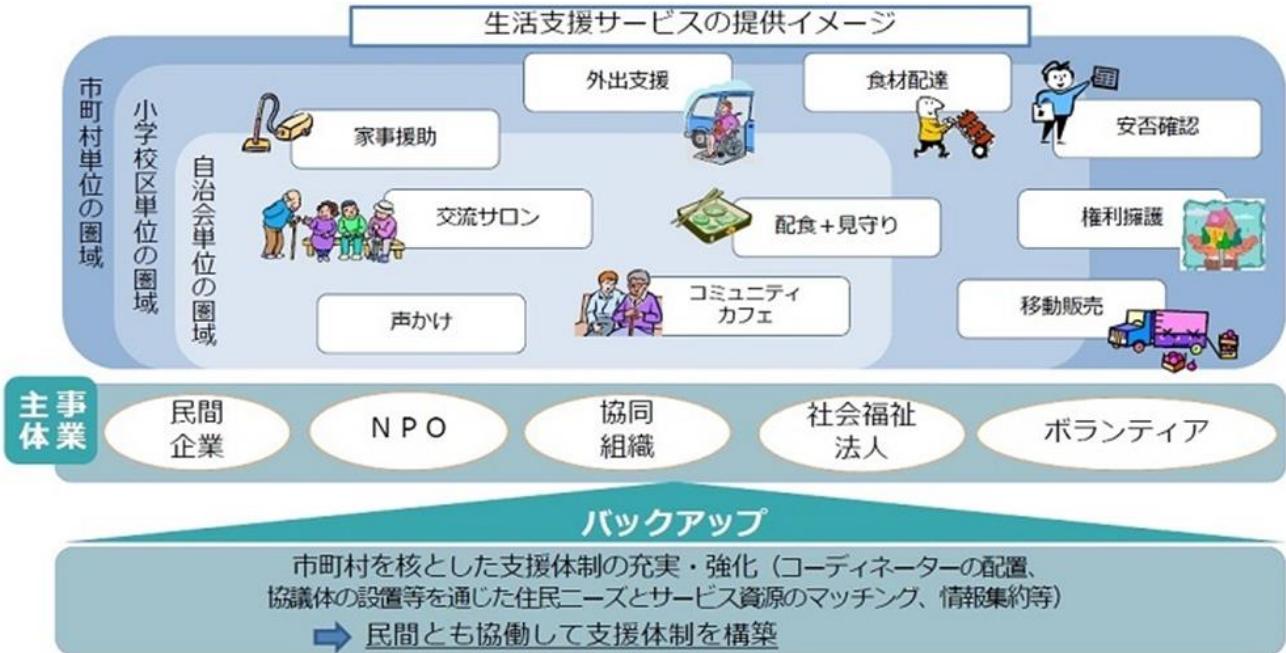 生活支援サービスの提供イメージ
市町村単位の圏域
小学校区単位の圏域
自治会単位の圏域
外出支援
食材配達
安否確認
家事援助
交流サロン
配食＋見守り
権利擁護
声かけ
コミュニティ
カフェ
移動販売
事業
主体
民間
企業
ＮＰＯ
協同
組織
社会福祉
法人
ボランティア
バックアップ
市町村を核とした支援体制の充実・強化（コーディネーターの配置、
協議体の設置等を通じた住民ニーズとサービス資源のマッチング、情報集約等）
民間とも協働して支援体制を構築